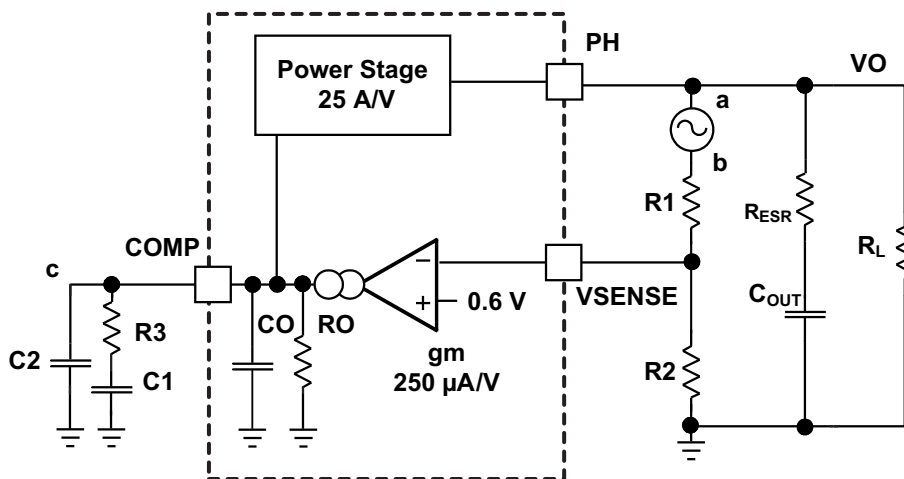 PH
VO
Power Stage
25 A/V
a
b
R1
RESR
RL
COMP
c
VSENSE
−
+
0.6 V
CO
RO
R3
COUT
C2
C1
gm
250 µA/V
R2